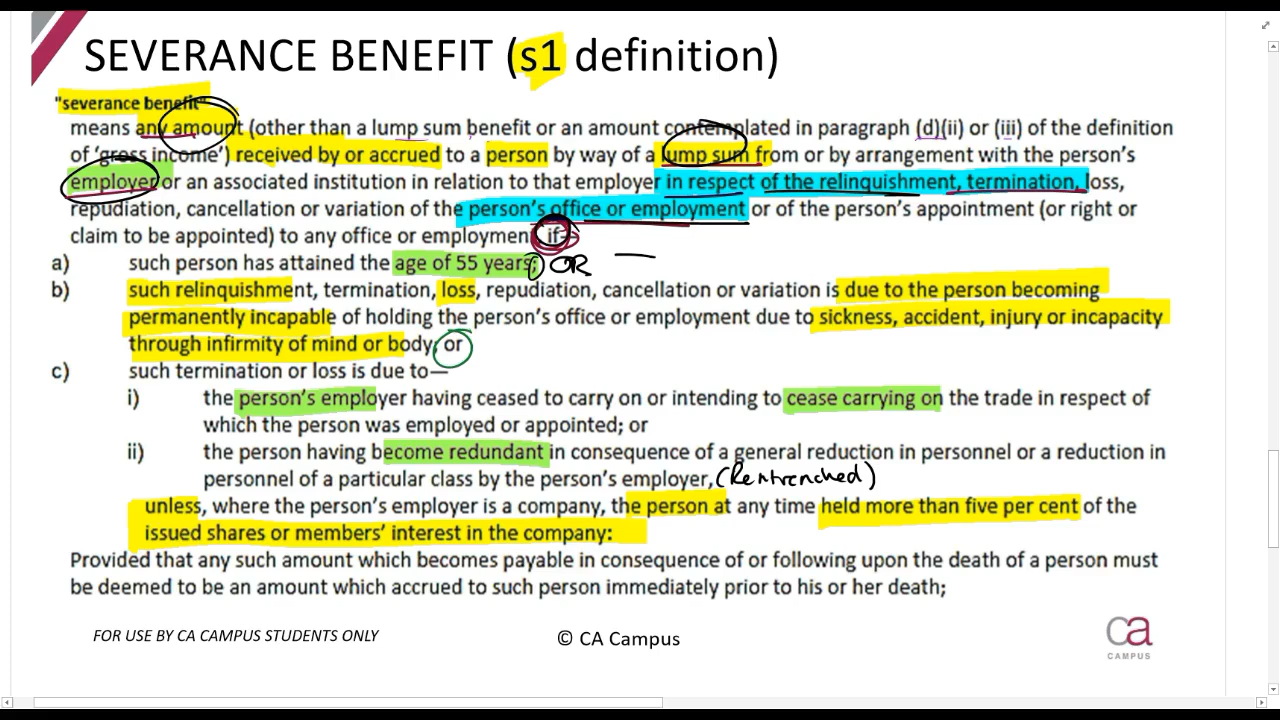 SEVERANCE BENEFIT (s1 definition)
"severance benefit"
means any amount (other than a lump sum benefit or an amount contemplated in paragraph (d)(ii) or (iii) of the definition
of 'gross income') received by or accrued to a person by way of a lump sum from or by arrangement with the person's
employer or an associated institution in relation to that employer in respect of the relinquishment, termination, loss,
repudiation, cancellation or variation of the person's office or employment or of the person's appointment (or right or
claim to be appointed) to any office or employment, if—
a) such person has attained the age of 55 years; OR
b) such relinquishment, termination, loss, repudiation, cancellation or variation is due to the person becoming
permanently incapable of holding the person's office or employment due to sickness, accident, injury or incapacity
through infirmity of mind or body; or
c) such termination or loss is due to—
i) the person's employer having ceased to carry on or intending to cease carrying on the trade in respect of
which the person was employed or appointed; or
ii) the person having become redundant in consequence of a general reduction in personnel or a reduction in
personnel of a particular class by the person's employer, (Rentrenched)
unless, where the person's employer is a company, the person at any time held more than five per cent of the
issued shares or members' interest in the company:
Provided that any such amount which becomes payable in consequence of or following upon the death of a person must
be deemed to be an amount which accrued to such person immediately prior to his or her death;
FOR USE BY CA CAMPUS STUDENTS ONLY
© CA Campus
ca
CAMPUS